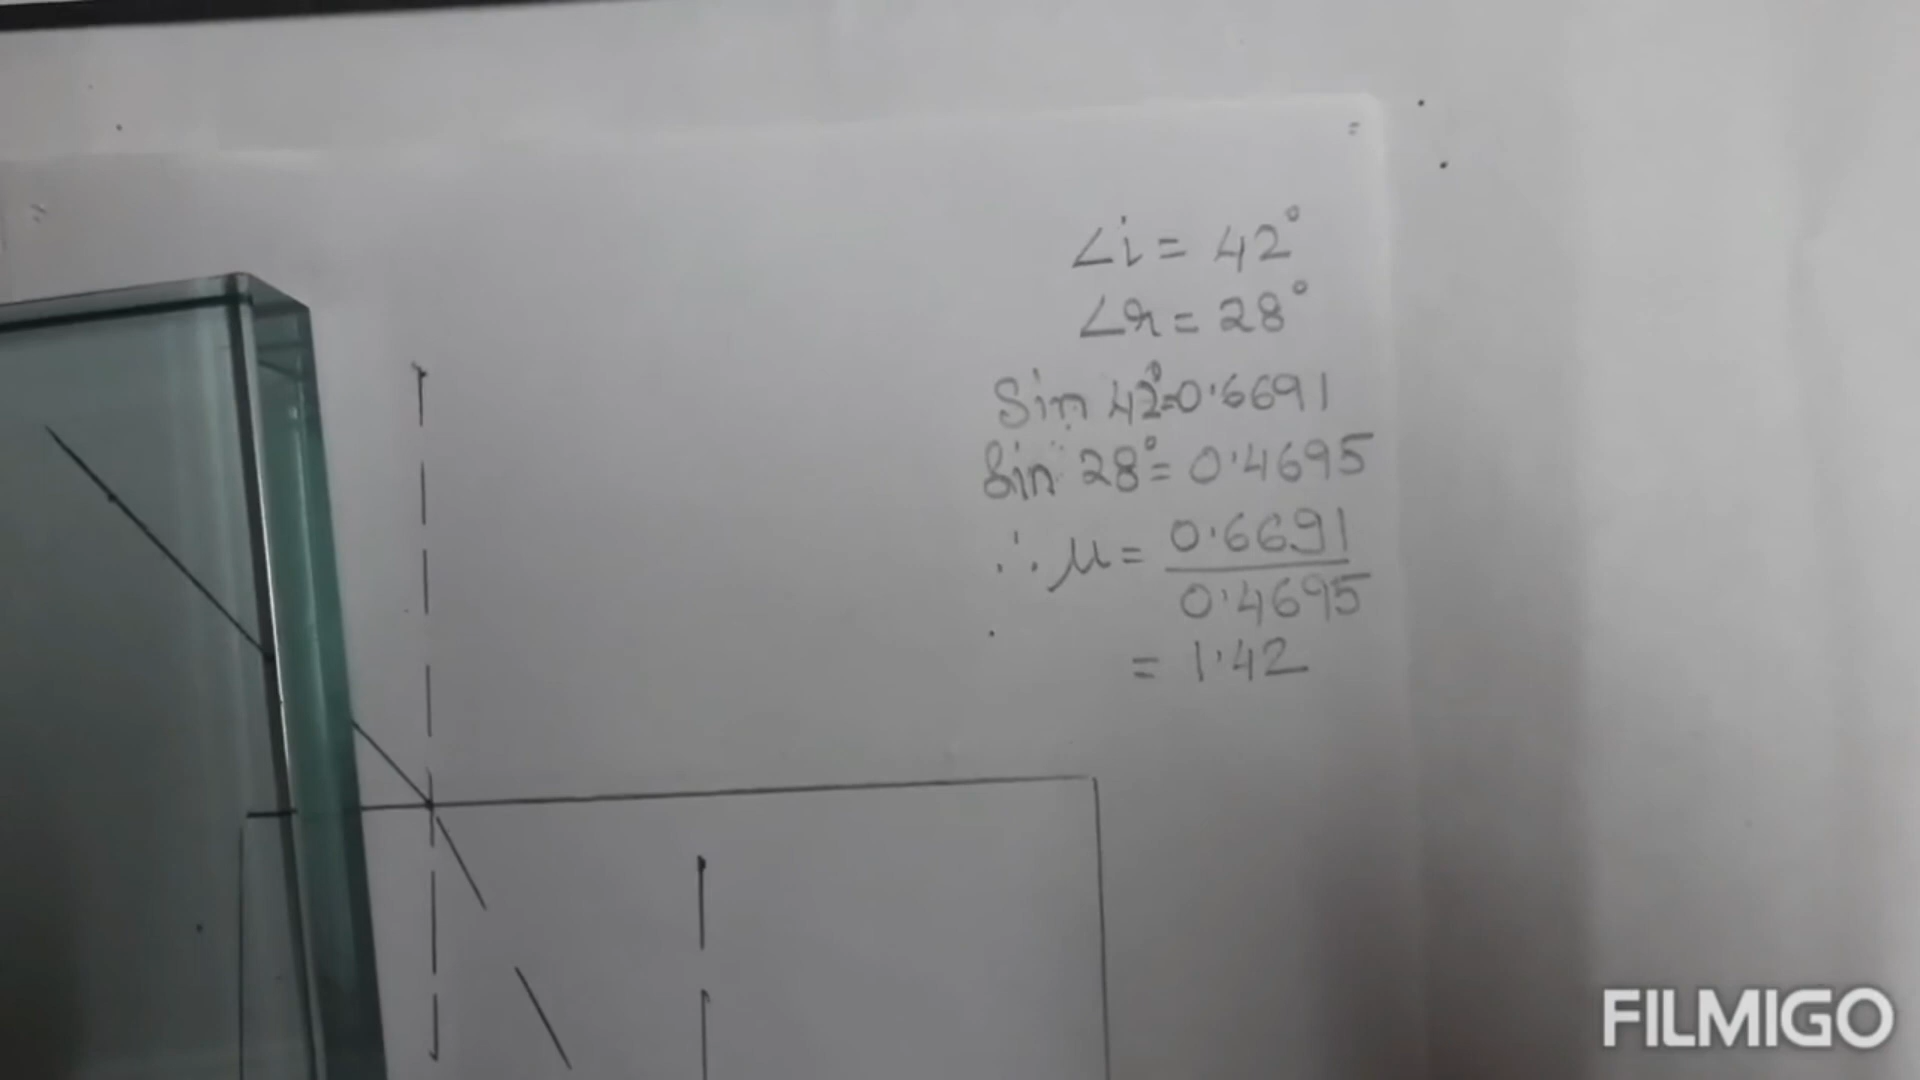 ∠i = 42°
∠r = 28°
Sin 42°=0.6691
Sin 28°= 0.4695
∴ μ = 0.6691
0.4695
= 1.42
FILMIGO